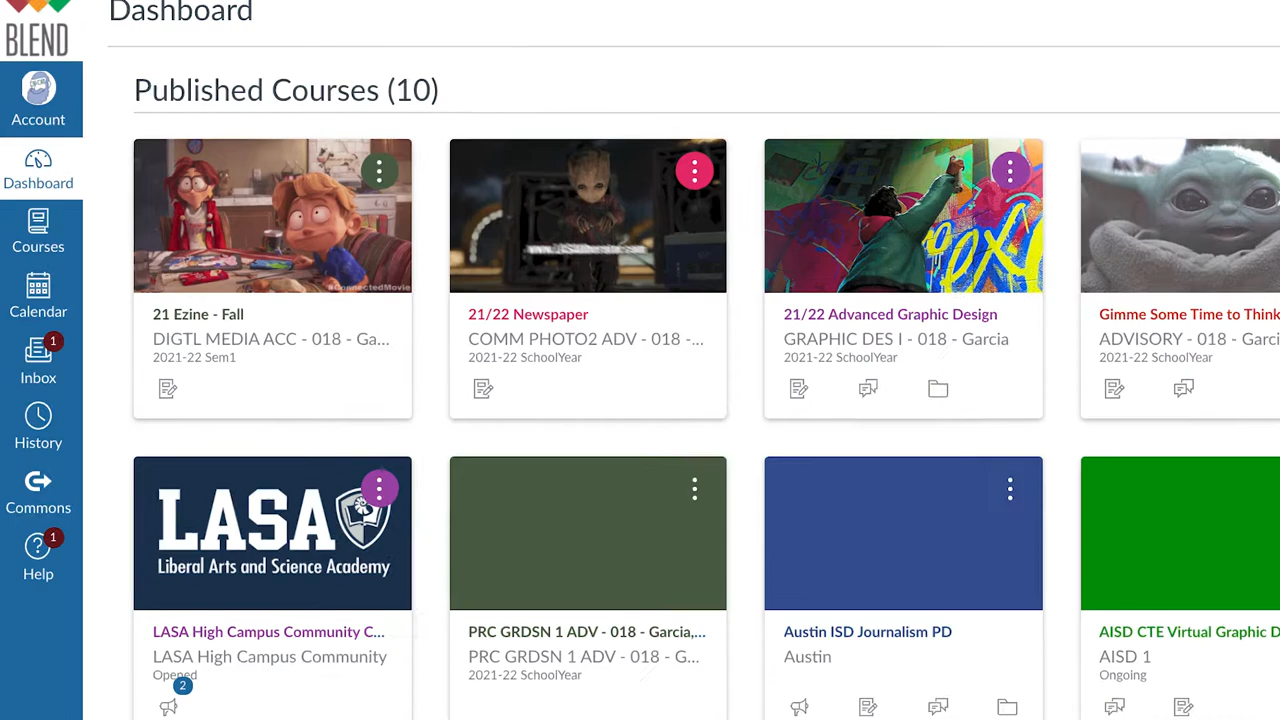 Dashboard
BLEND
Published Courses (10)
Account
Dashboard
Courses
Calendar
1
Inbox
History
Commons
1
Help
#ConnectedMovie
21 Ezine - Fall
DIGTL MEDIA ACC - 018 - Ga...
2021-22 Sem1
21/22 Newspaper
COMM PHOTO2 ADV - 018 -...
2021-22 SchoolYear
21/22 Advanced Graphic Design
GRAPHIC DES I - 018 - Garcia
2021-22 SchoolYear
Gimme Some Time to Think
ADVISORY - 018 - Garci
2021-22 SchoolYear
LASA
Liberal Arts and Science Academy
LASA High Campus Community C...
LASA High Campus Community
Opened
2
PRC GRDSN 1 ADV - 018 - Garcia,...
PRC GRDSN 1 ADV - 018 - G...
2021-22 SchoolYear
Austin ISD Journalism PD
Austin
AISD CTE Virtual Graphic D
AISD 1
Ongoing